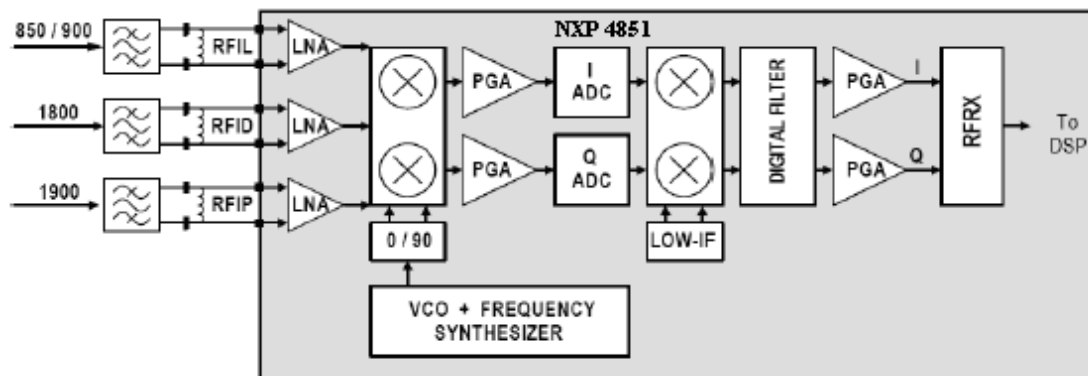 NXP 4851
850 / 900
RFIL
LNA
1800
RFID
LNA
1900
RFIP
LNA
PGA
I
ADC
PGA
I
PGA
Q
ADC
PGA
Q
DIGITAL FILTER
RFRX
To
DSP
0 / 90
LOW-IF
VCO + FREQUENCY
SYNTHESIZER